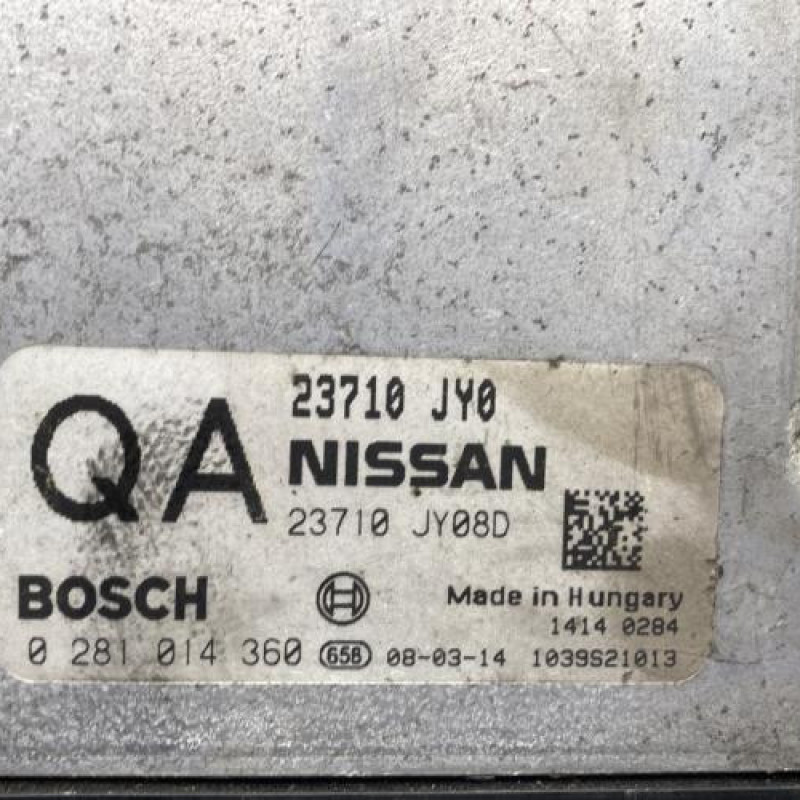 QA
23710 JY0
NISSAN
23710 JY08D
BOSCH
Made in Hungary
1414 0284
0 281 014 360 658 08-03-14 1039S21013